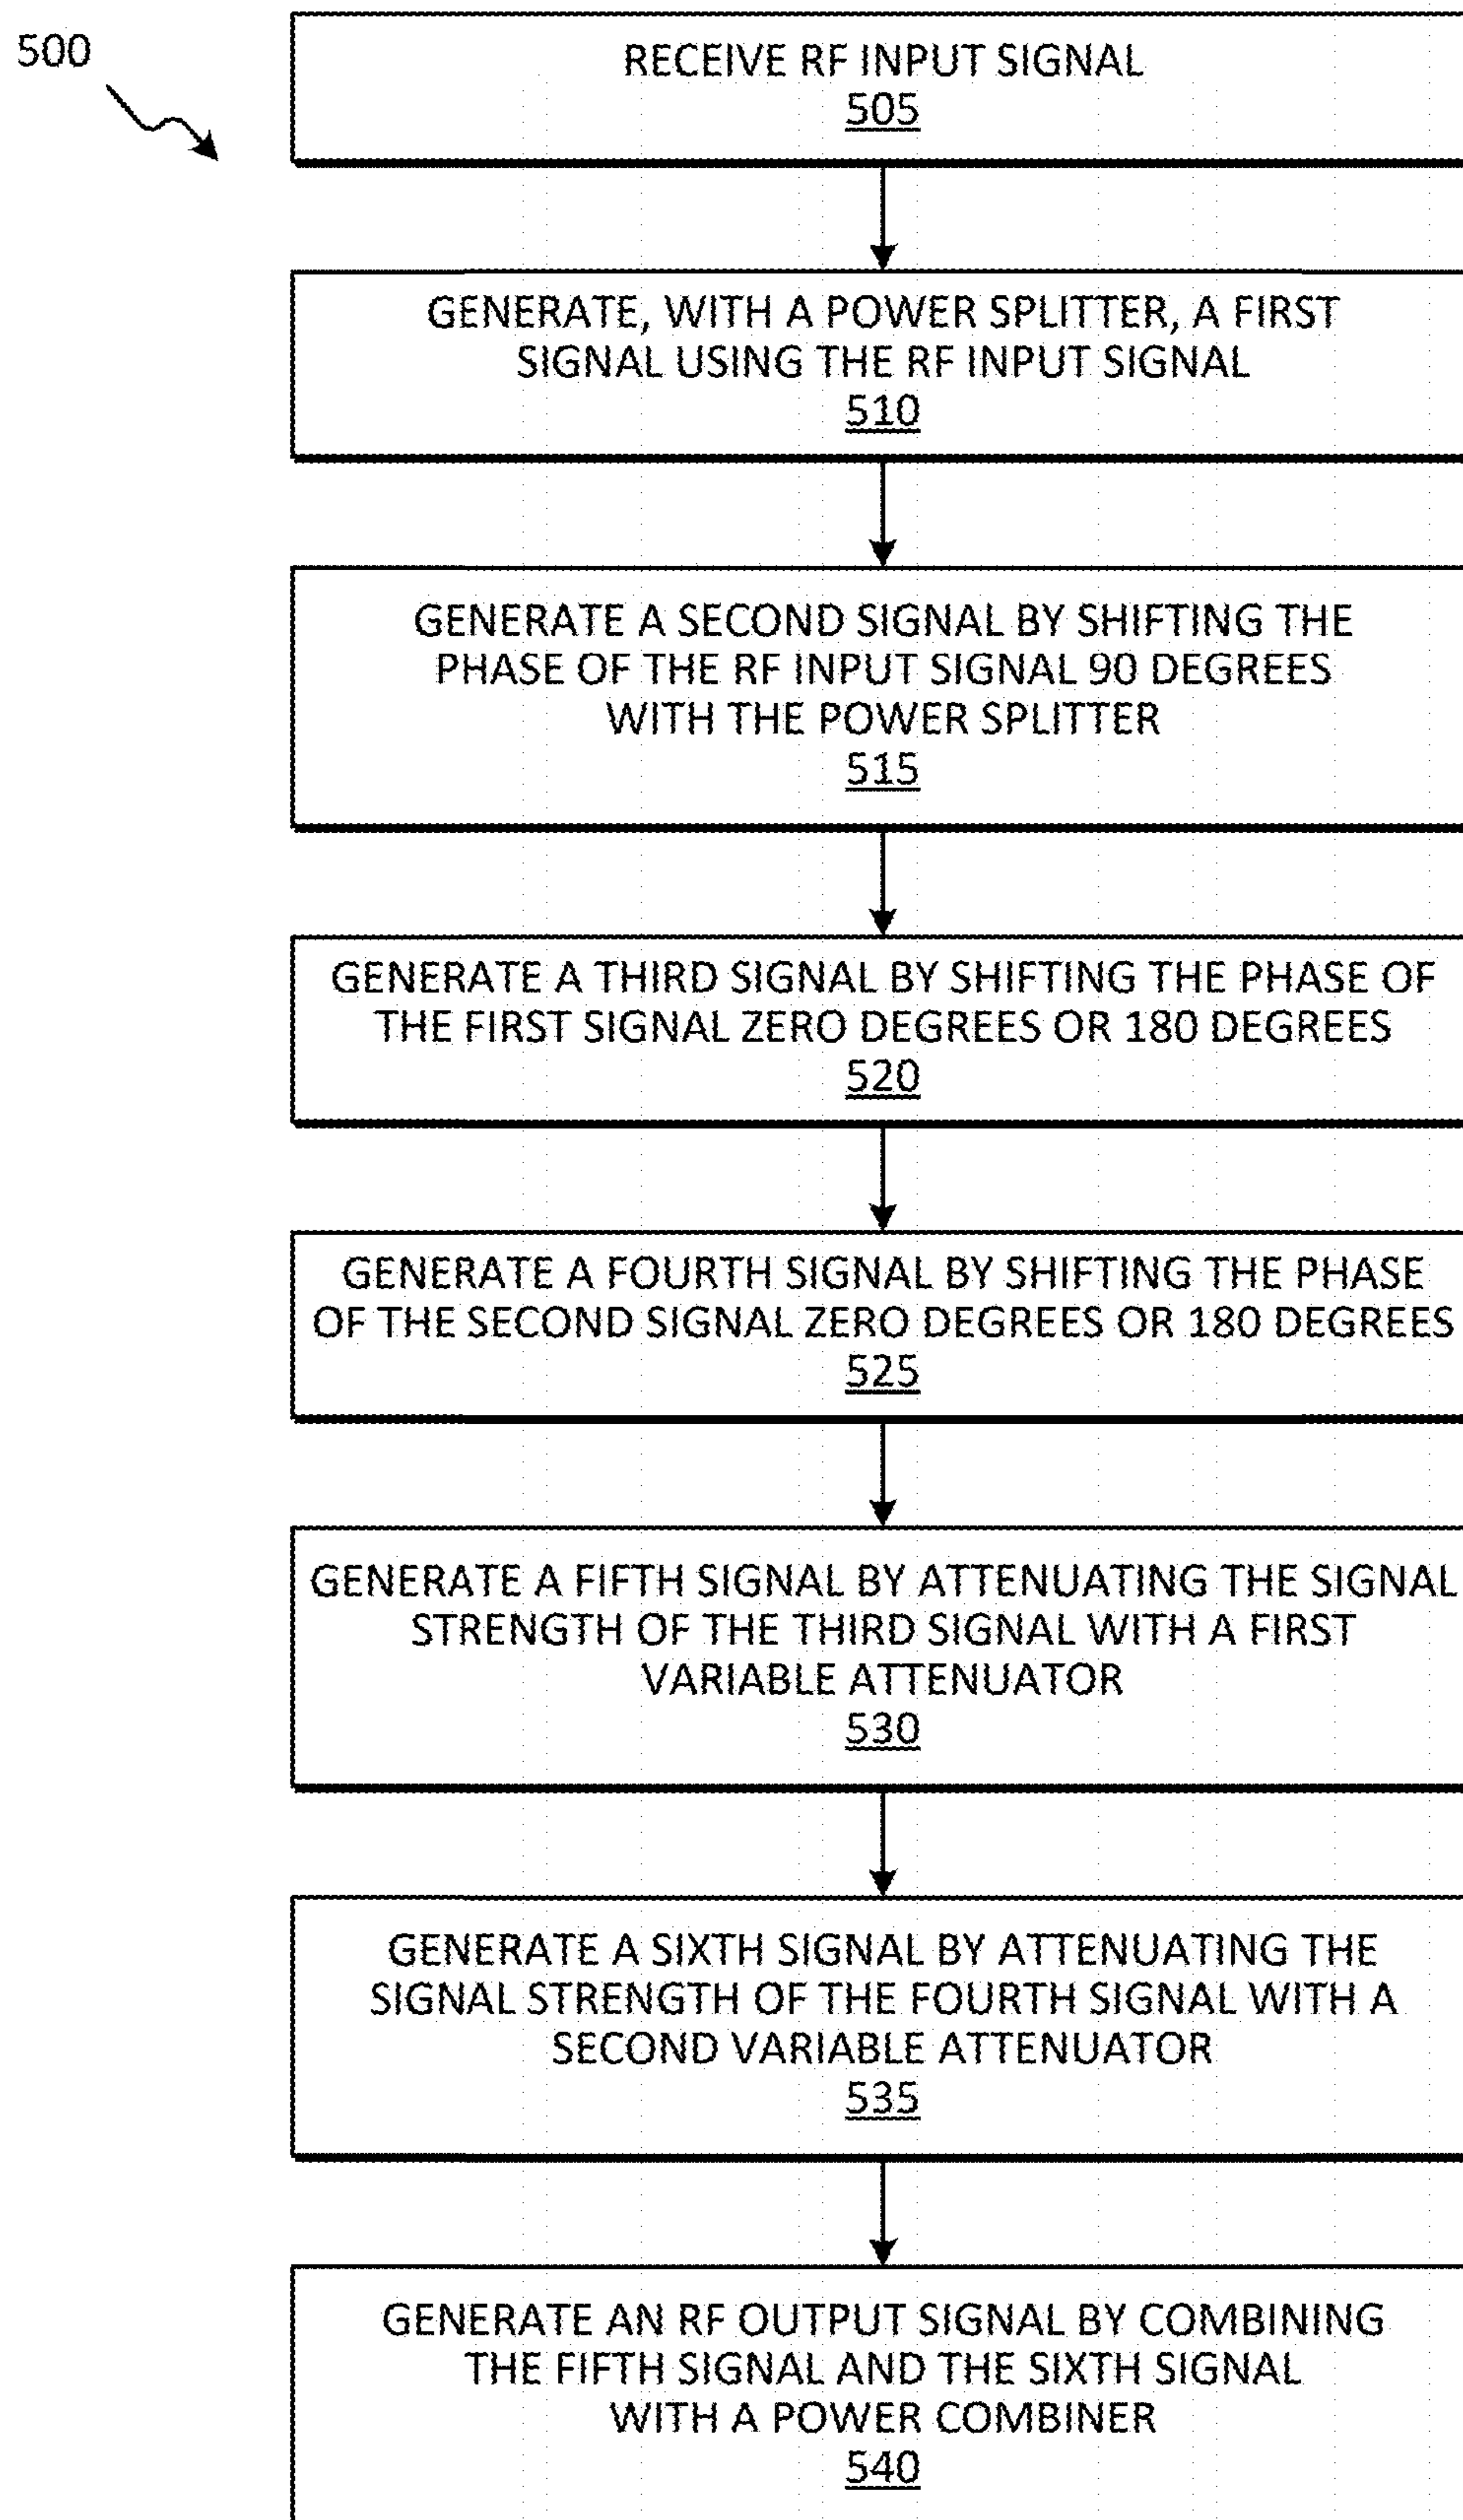 500
RECEIVE RF INPUT SIGNAL
505
GENERATE, WITH A POWER SPLITTER, A FIRST
SIGNAL USING THE RF INPUT SIGNAL
510
GENERATE A SECOND SIGNAL BY SHIFTING THE
PHASE OF THE RF INPUT SIGNAL 90 DEGREES
WITH THE POWER SPLITTER
515
GENERATE A THIRD SIGNAL BY SHIFTING THE PHASE OF
THE FIRST SIGNAL ZERO DEGREES OR 180 DEGREES
520
GENERATE A FOURTH SIGNAL BY SHIFTING THE PHASE
OF THE SECOND SIGNAL ZERO DEGREES OR 180 DEGREES
525
GENERATE A FIFTH SIGNAL BY ATTENUATING THE SIGNAL
STRENGTH OF THE THIRD SIGNAL WITH A FIRST
VARIABLE ATTENUATOR
530
GENERATE A SIXTH SIGNAL BY ATTENUATING THE
SIGNAL STRENGTH OF THE FOURTH SIGNAL WITH A
SECOND VARIABLE ATTENUATOR
535
GENERATE AN RF OUTPUT SIGNAL BY COMBINING
THE FIFTH SIGNAL AND THE SIXTH SIGNAL
WITH A POWER COMBINER
540